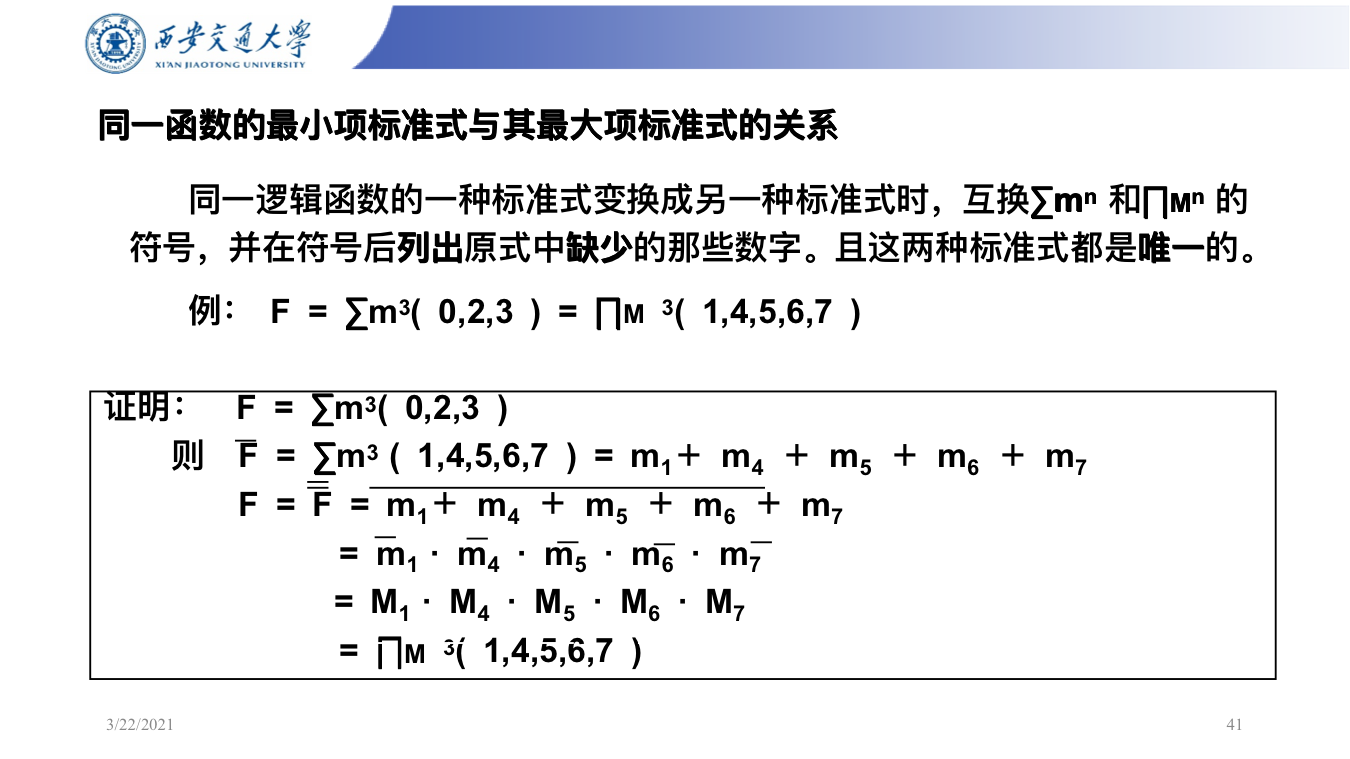 西安交通大学
XI'AN JIAOTONG UNIVERSITY
同一函数的最小项标准式与其最大项标准式的关系
同一逻辑函数的一种标准式变换成另一种标准式时，互换∑mⁿ 和∏Mⁿ 的
符号，并在符号后列出原式中缺少的那些数字。且这两种标准式都是唯一的。
例： F = ∑m³( 0,2,3 ) = ∏M ³( 1,4,5,6,7 )
证明： F = ∑m³( 0,2,3 )
则 F̅ = ∑m³ ( 1,4,5,6,7 ) = m₁＋ m₄ ＋ m₅ ＋ m₆ ＋ m₇
F = F̿ = m₁＋ m₄ ＋ m₅ ＋ m₆ ＋ m₇
= m̅₁ · m̅₄ · m̅₅ · m̅₆ · m̅₇
= M₁ · M₄ · M₅ · M₆ · M₇
= ∏M ³( 1,4,5,6,7 )
3/22/2021
41